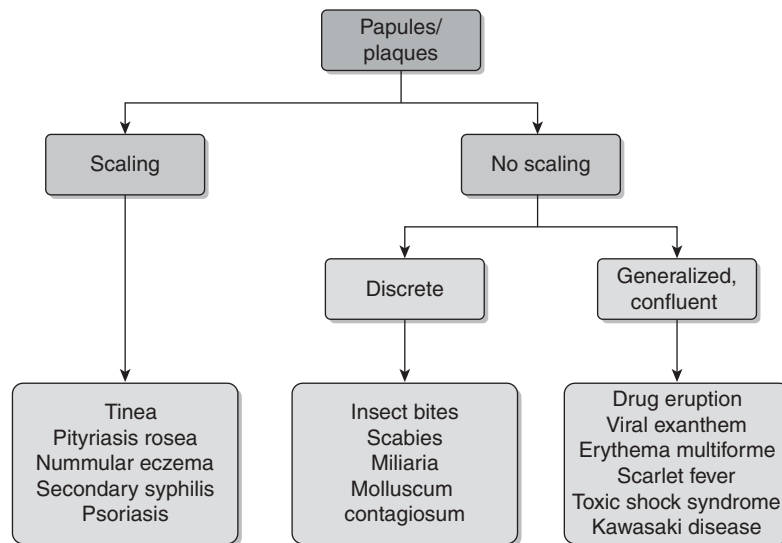 Papules/
plaques
Scaling
No scaling
Discrete
Generalized,
confluent
Tinea
Pityriasis rosea
Nummular eczema
Secondary syphilis
Psoriasis
Insect bites
Scabies
Miliaria
Molluscum
contagiosum
Drug eruption
Viral exanthem
Erythema multiforme
Scarlet fever
Toxic shock syndrome
Kawasaki disease